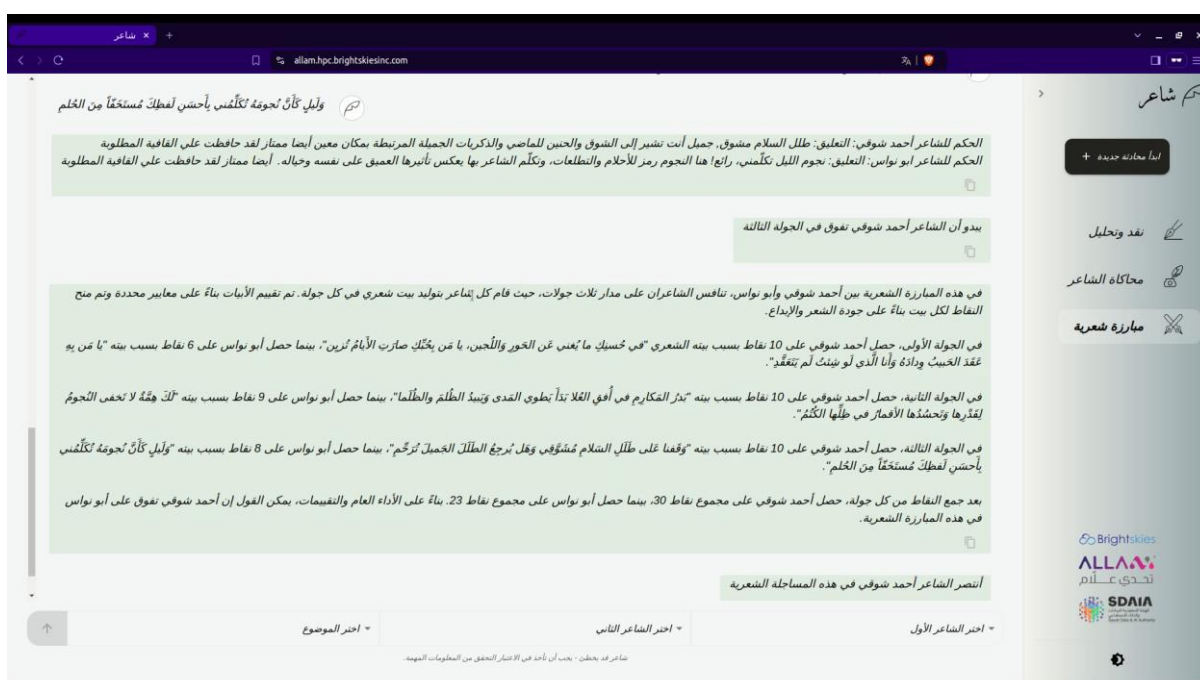 شاعر
allam.hpc.brightskiesinc.com
شاعر
ابدأ محادثة جديدة +
نقد وتحليل
محاكاة الشاعر
مبارزة شعرية
وَلَيلٍ كَأَنَّ نُجومَهُ تُكَلِّمُني بِأَحسَنِ لَفظِكَ مُستَخَفّاً مِنَ الحُلمِ
الحكم للشاعر أحمد شوقي: التعليق: طلل السلام مشوق, جميل أنت تشير إلى الشوق والحنين للماضي والذكريات الجميلة المرتبطة بمكان معين أيضا ممتاز لقد حافظت علي القافية المطلوبة
الحكم للشاعر ابو نواس: التعليق: نجوم الليل تكلّمني، رائع! هنا النجوم رمز للأحلام والتطلعات، وتكلّم الشاعر بها يعكس تأثيرها العميق على نفسه وخياله. أيضا ممتاز لقد حافظت علي القافية المطلوبة
يبدو أن الشاعر أحمد شوقي تفوق في الجولة الثالثة
في هذه المبارزة الشعرية بين أحمد شوقي وأبو نواس، تنافس الشاعران على مدار ثلاث جولات، حيث قام كل شاعر بتوليد بيت شعري في كل جولة. تم تقييم الأبيات بناءً على معايير محددة وتم منح
النقاط لكل بيت بناءً على جودة الشعر والإبداع.
في الجولة الأولى، حصل أحمد شوقي على 10 نقاط بسبب بيته الشعري "في حُسنِكِ ما يُغني عَنِ الحَورِ وَاللُجين، يا مَن بِحُبِّكِ صارَتِ الأَيامُ تُزين"، بينما حصل أبو نواس على 6 نقاط بسبب بيته "يا مَن بِهِ
عَقَدَ الحَبيبُ وِدادَهُ وَأَنا الَّذي لَو شِئتُ لَم يَتَعَقَّدِ".
في الجولة الثانية، حصل أحمد شوقي على 10 نقاط بسبب بيته "بَدرُ المَكارِمِ في أُفقِ العُلا بَدَأَ يَطوي المَدى وَيَبيدُ الظُلمَ والظُلَما"، بينما حصل أبو نواس على 9 نقاط بسبب بيته "لَكَ هِمَّةٌ لا تَخفى النُجومُ
لِقَدْرِها وَتَحسُدُها الأَقمارُ في ظِلِّها الكُتُمُ".
في الجولة الثالثة، حصل أحمد شوقي على 10 نقاط بسبب بيته "وَقَفنا عَلى طَلَلِ السَلامِ مُشَوَّقِي وَهَل يُرجِعُ الطَلَلَ الجَميلَ تُرَخِّم"، بينما حصل أبو نواس على 8 نقاط بسبب بيته "وَلَيلٍ كَأَنَّ نُجومَهُ تُكَلِّمُني
بِأَحسَنِ لَفظِكَ مُستَخَفّاً مِنَ الحُلمِ".
بعد جمع النقاط من كل جولة، حصل أحمد شوقي على مجموع نقاط 30، بينما حصل أبو نواس على مجموع نقاط 23. بناءً على الأداء العام والتقييمات، يمكن القول إن أحمد شوقي تفوق على أبو نواس
في هذه المبارزة الشعرية.
أنتصر الشاعر أحمد شوقي في هذه المساجلة الشعرية
اختر الشاعر الأول
اختر الشاعر الثاني
اختر الموضوع
شاعر قد يخطئ - يجب أن تأخذ في الاعتبار التحقق من المعلومات المهمة.
Brightskies
ALLAM
تحدي علّام
SDAIA